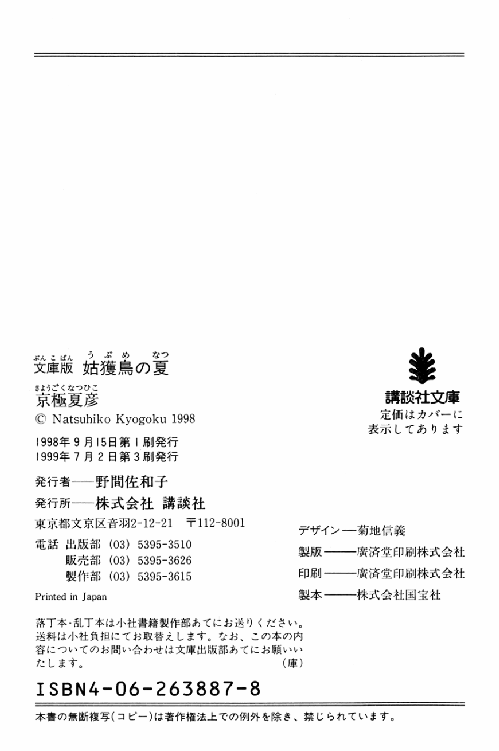 ぶんこばん うぶめ なつ
文庫版 姑獲鳥の夏
きょうごくなつひこ
京極夏彦
© Natsuhiko Kyogoku 1998
1998年9月15日第1刷発行
1999年7月2日第3刷発行
発行者──野間佐和子
発行所──株式会社 講談社
東京都文京区音羽2-12-21 〒112-8001
電話 出版部 (03) 5395-3510
販売部 (03) 5395-3626
製作部 (03) 5395-3615
Printed in Japan
講談社文庫
定価はカバーに
表示してあります
デザイン─菊地信義
製版───廣済堂印刷株式会社
印刷───廣済堂印刷株式会社
製本───株式会社国宝社
落丁本・乱丁本は小社書籍製作部あてにお送りください。
送料は小社負担にてお取替えします。なお、この本の内
容についてのお問い合わせは文庫出版部あてにお願いい
たします。 (庫)
ISBN4-06-263887-8
本書の無断複写(コピー)は著作権法上での例外を除き、禁じられています。